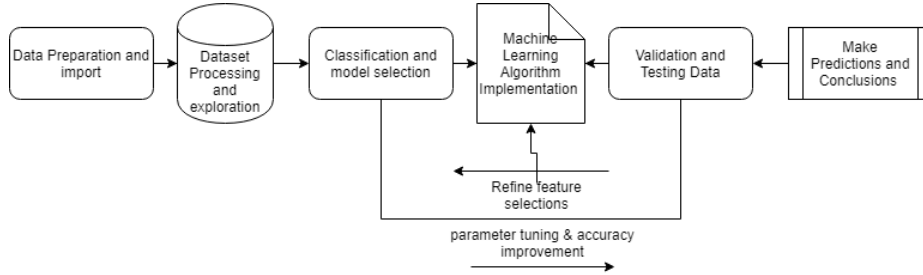 Data Preparation and
import
Dataset
Processing
and
exploration
Classification and
model selection
Machine
Learning
Algorithm
Implementation
Validation and
Testing Data
Make
Predictions and
Conclusions
Refine feature
selections
parameter tuning & accuracy
improvement